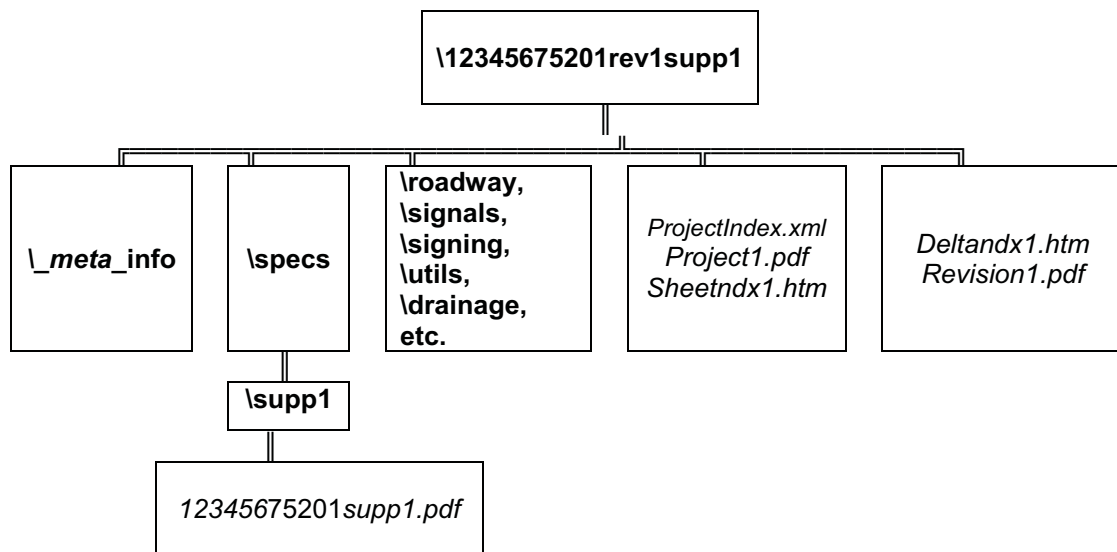 \12345675201rev1supp1
\_meta_info
\specs
\roadway,
\signals,
\signing,
\utils,
\drainage,
etc.
ProjectIndex.xml
Project1.pdf
Sheetndx1.htm
Deltandx1.htm
Revision1.pdf
\supp1
12345675201supp1.pdf